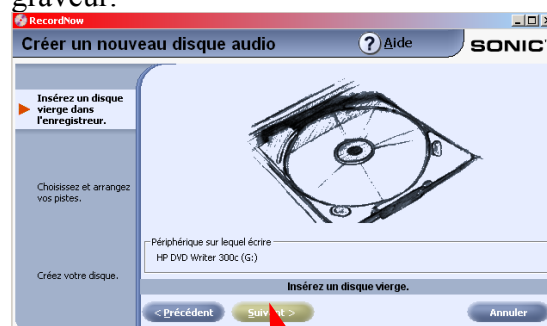 graveur.
RecordNow
Créer un nouveau disque audio
? Aide
SONIC
Insérez un disque
vierge dans
l'enregistreur.
Choisissez et arrangez
vos pistes.
Créez votre disque.
Périphérique sur lequel écrire
HP DVD Writer 300c (G:)
Insérez un disque vierge.
< Précédent
Suivant >
Annuler